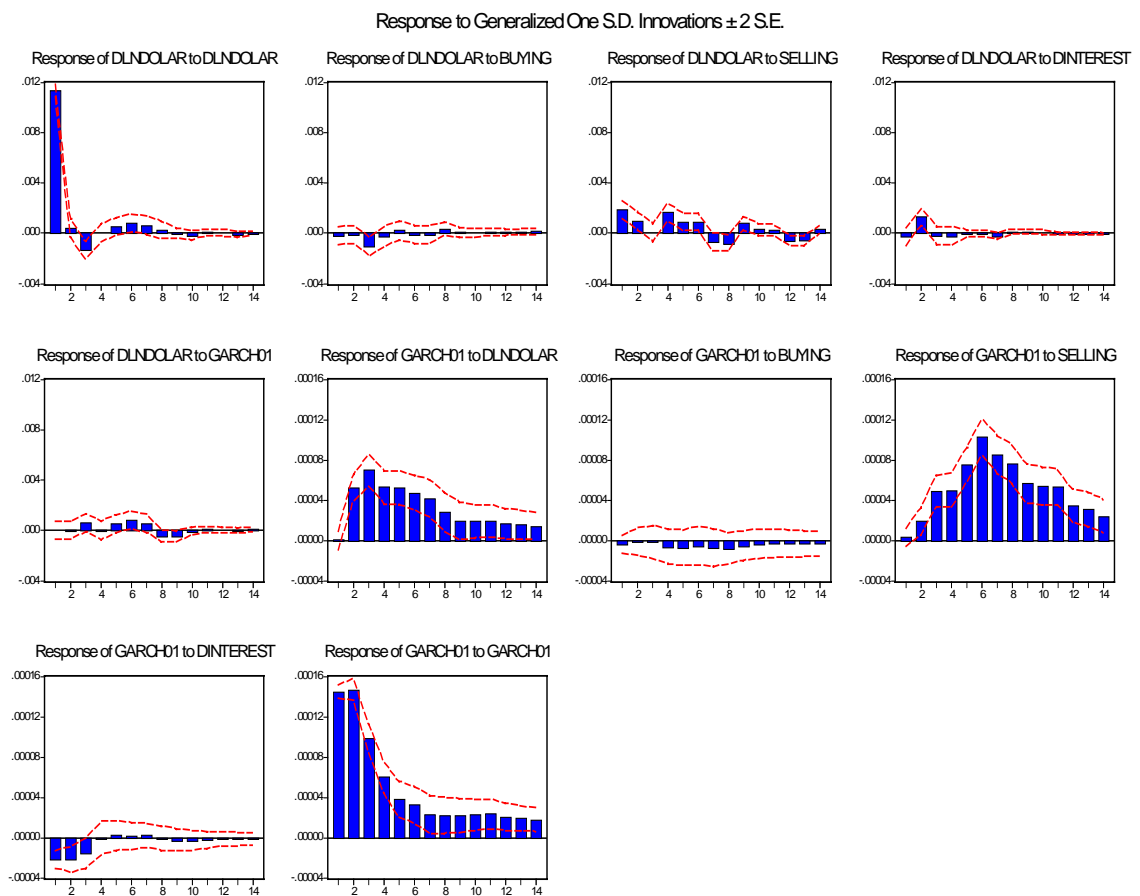 Response to Generalized One S.D. Innovations ± 2 S.E.
Response of DLNDOLAR to DLNDOLAR
Response of DLNDOLAR to BUYING
Response of DLNDOLAR to SELLING
Response of DLNDOLAR to DINTEREST
.012
.008
.004
.000
-.004
2 4 6 8 10 12 14
.012
.008
.004
.000
-.004
2 4 6 8 10 12 14
.012
.008
.004
.000
-.004
2 4 6 8 10 12 14
.012
.008
.004
.000
-.004
2 4 6 8 10 12 14
Response of DLNDOLAR to GARCH01
Response of GARCH01 to DLNDOLAR
Response of GARCH01 to BUYING
Response of GARCH01 to SELLING
.012
.008
.004
.000
-.004
2 4 6 8 10 12 14
.00016
.00012
.00008
.00004
.00000
-.00004
2 4 6 8 10 12 14
.00016
.00012
.00008
.00004
.00000
-.00004
2 4 6 8 10 12 14
.00016
.00012
.00008
.00004
.00000
-.00004
2 4 6 8 10 12 14
Response of GARCH01 to DINTEREST
Response of GARCH01 to GARCH01
.00016
.00012
.00008
.00004
.00000
-.00004
2 4 6 8 10 12 14
.00016
.00012
.00008
.00004
.00000
-.00004
2 4 6 8 10 12 14